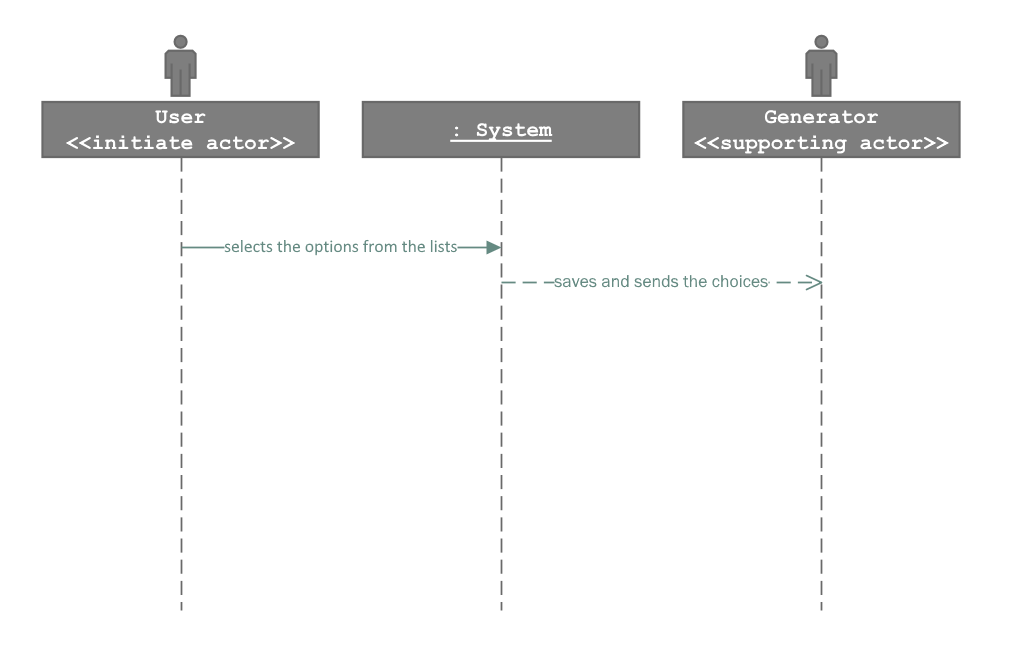 User
<<initiate actor>>
: System
Generator
<<supporting actor>>
selects the options from the lists
saves and sends the choices